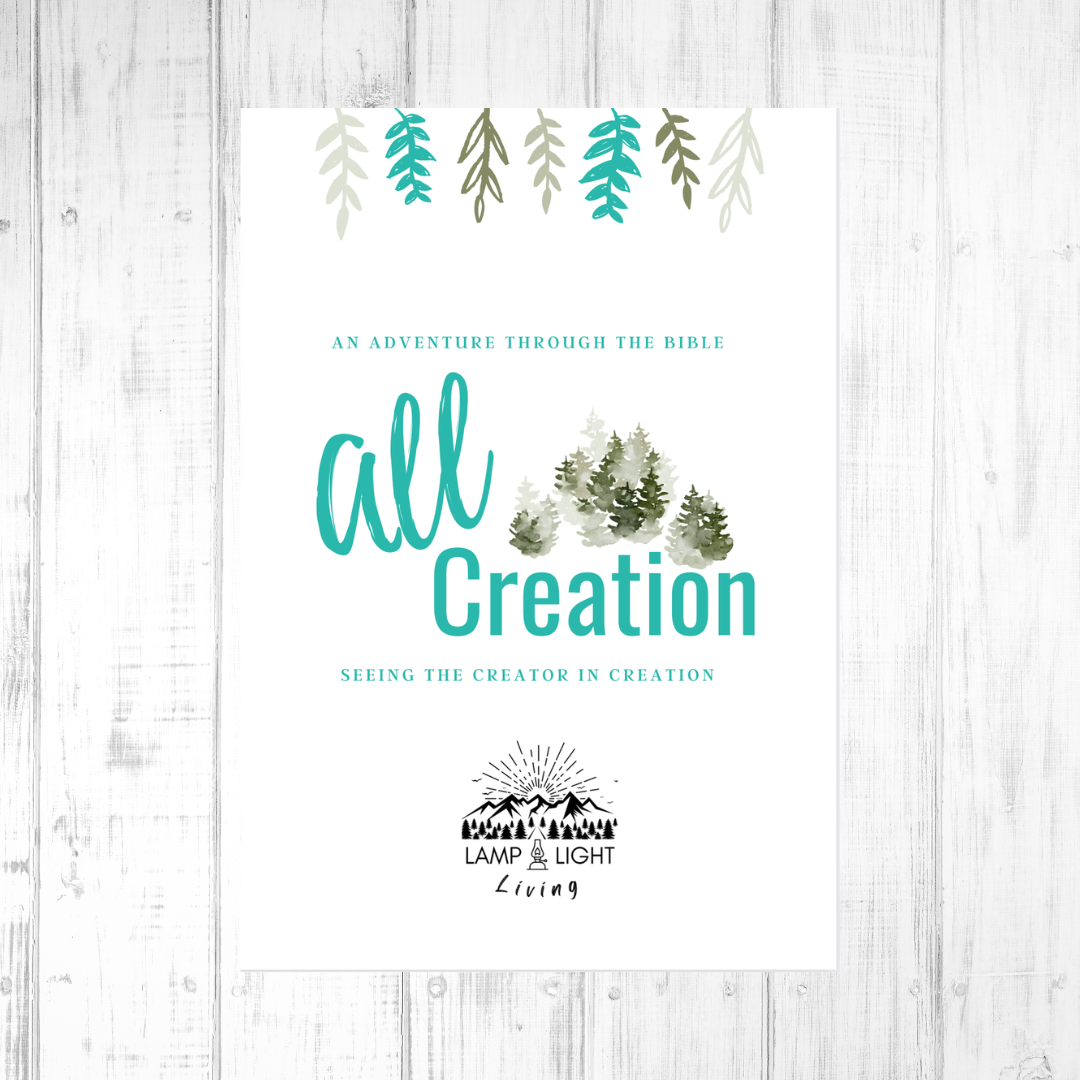 AN ADVENTURE THROUGH THE BIBLE
all
Creation
SEEING THE CREATOR IN CREATION
LAMP LIGHT
Living